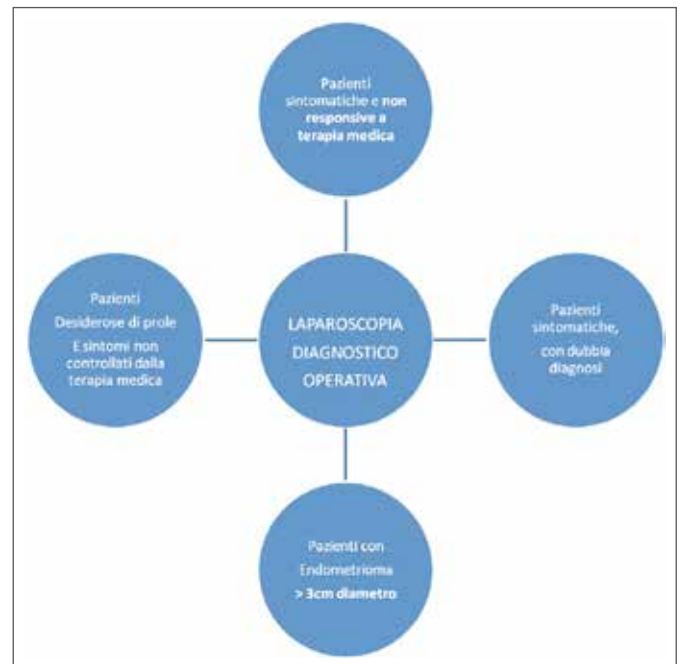 Pazienti
sintomatiche e non
responsive a
terapia medica
Pazienti
Desiderose di prole
E sintomi non
controllati dalla
terapia medica
LAPAROSCOPIA
DIAGNOSTICO
OPERATIVA
Pazienti
sintomatiche,
con dubbia
diagnosi
Pazienti con
Endometrioma
> 3cm diametro